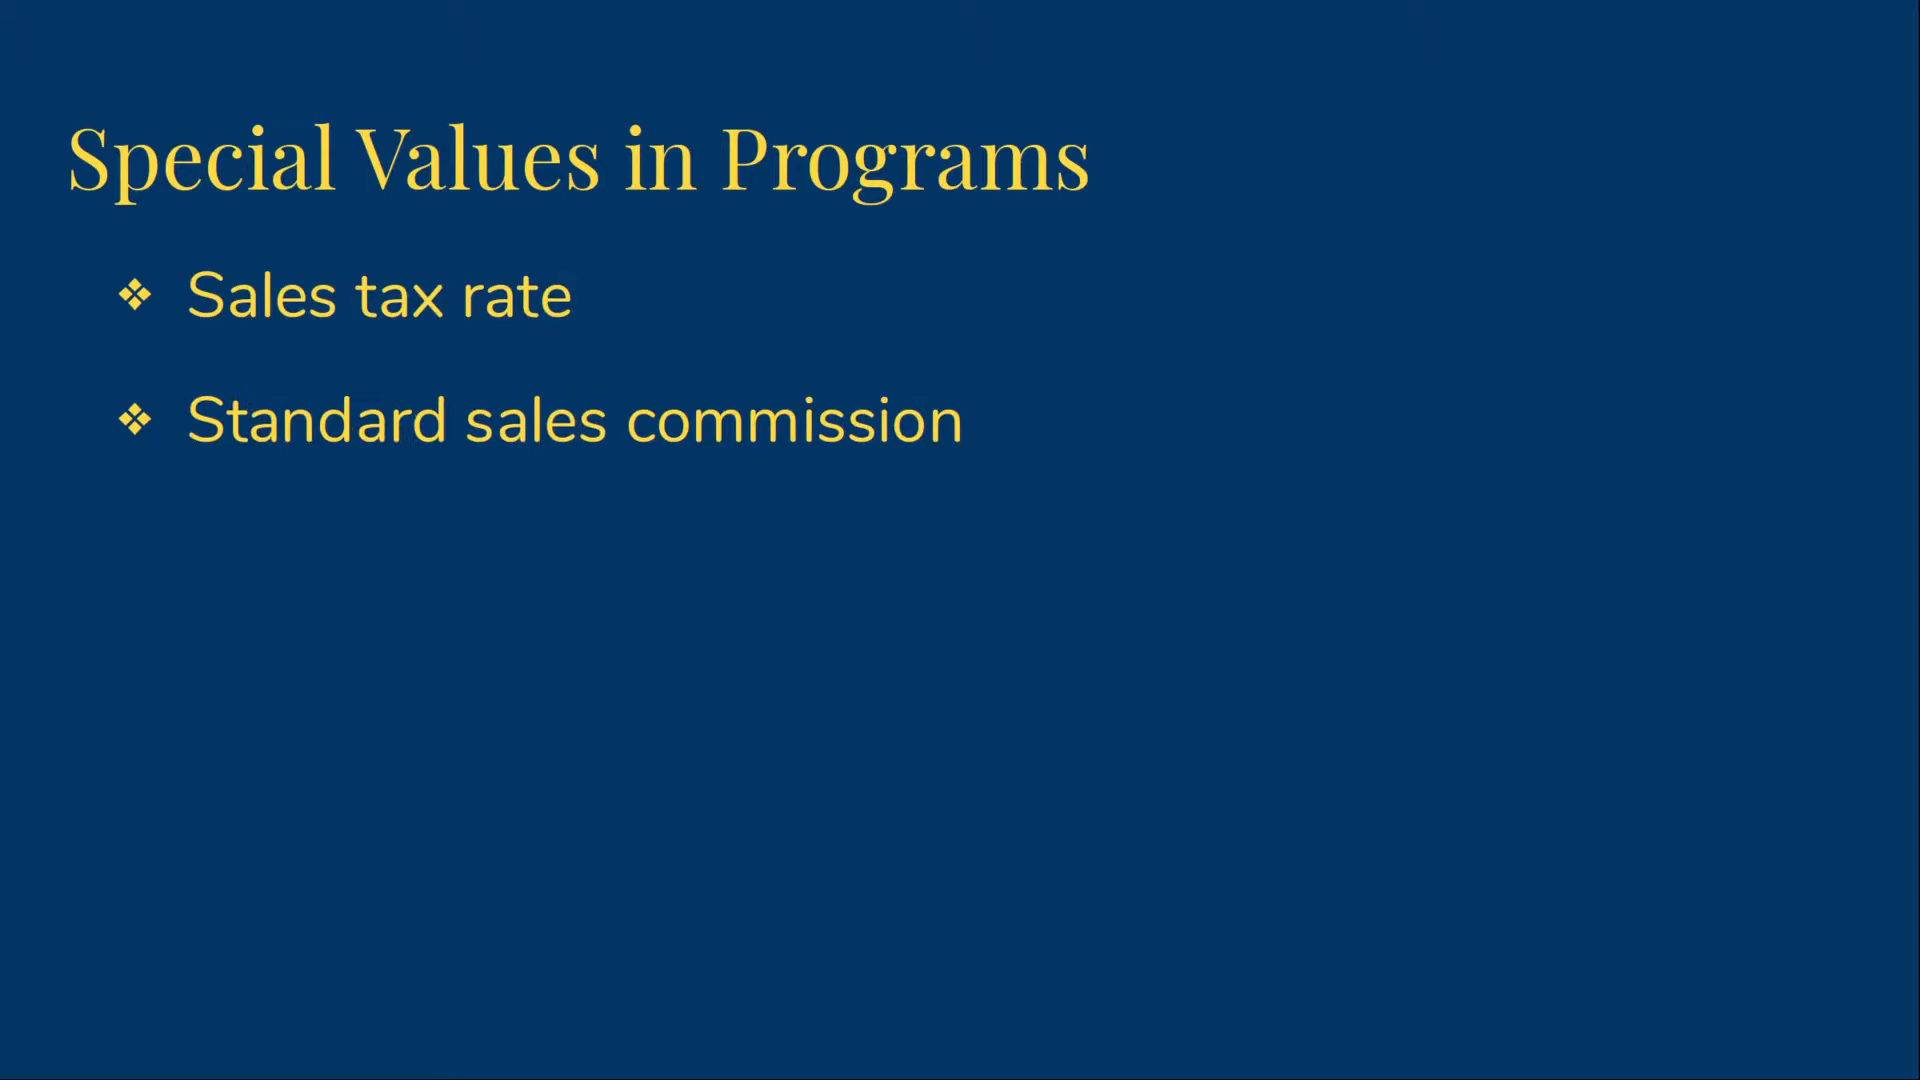 Special Values in Programs
❖ Sales tax rate
❖ Standard sales commission